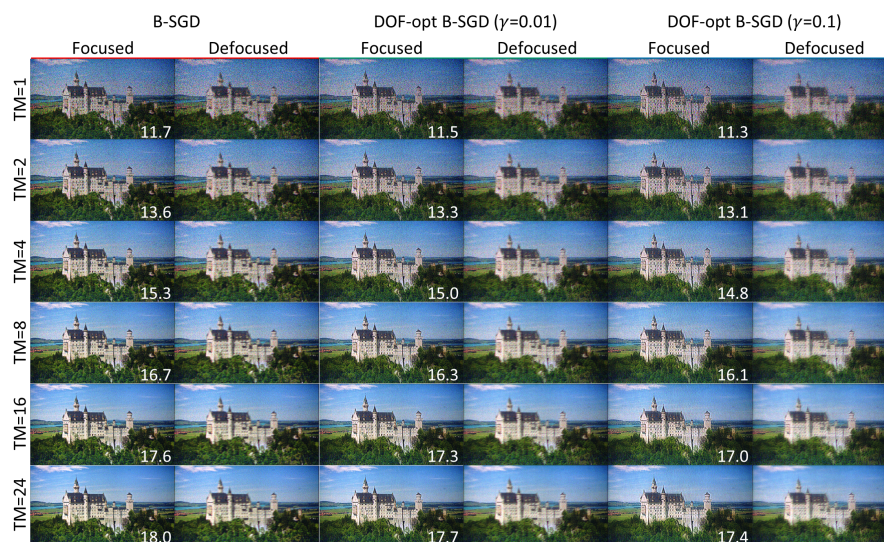 B-SGD DOF-opt B-SGD (γ=0.01) DOF-opt B-SGD (γ=0.1)
Focused Defocused Focused Defocused Focused Defocused
TM=1 11.7 11.5 11.3
TM=2 13.6 13.3 13.1
TM=4 15.3 15.0 14.8
TM=8 16.7 16.3 16.1
TM=16 17.6 17.3 17.0
TM=24 18.0 17.7 17.4